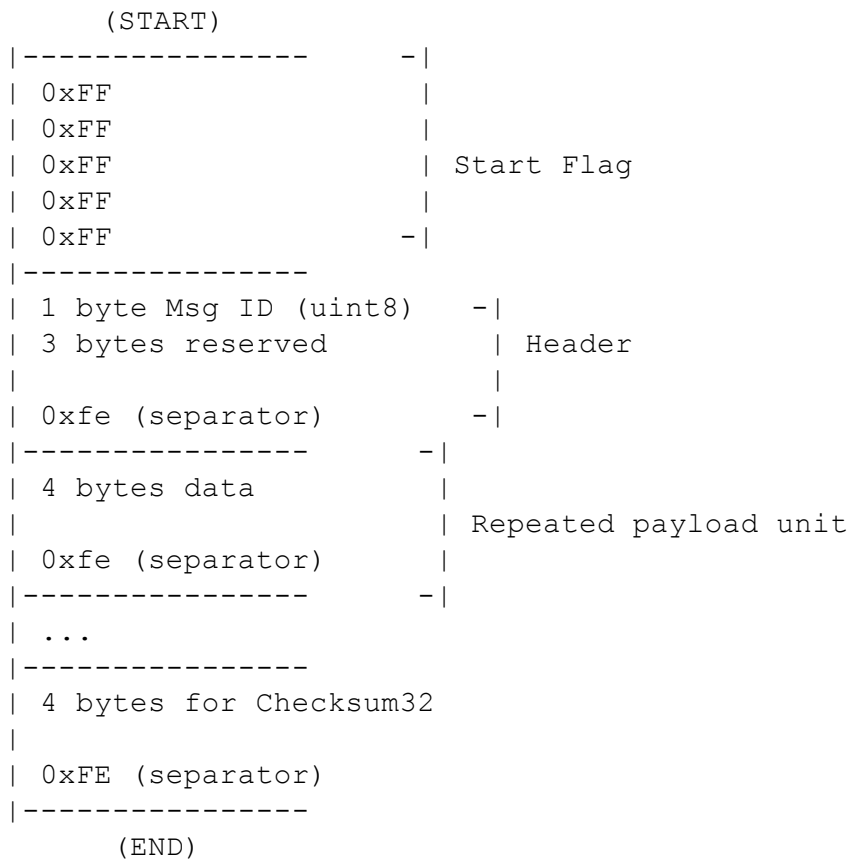 (START)
|---------------- -|
| 0xFF |
| 0xFF |
| 0xFF | Start Flag
| 0xFF |
| 0xFF -|
|----------------
| 1 byte Msg ID (uint8) -|
| 3 bytes reserved | Header
| |
| 0xfe (separator) -|
|---------------- -|
| 4 bytes data |
| | Repeated payload unit
| 0xfe (separator) |
|---------------- -|
| ...
|----------------
| 4 bytes for Checksum32
|
| 0xFE (separator)
|----------------
(END)